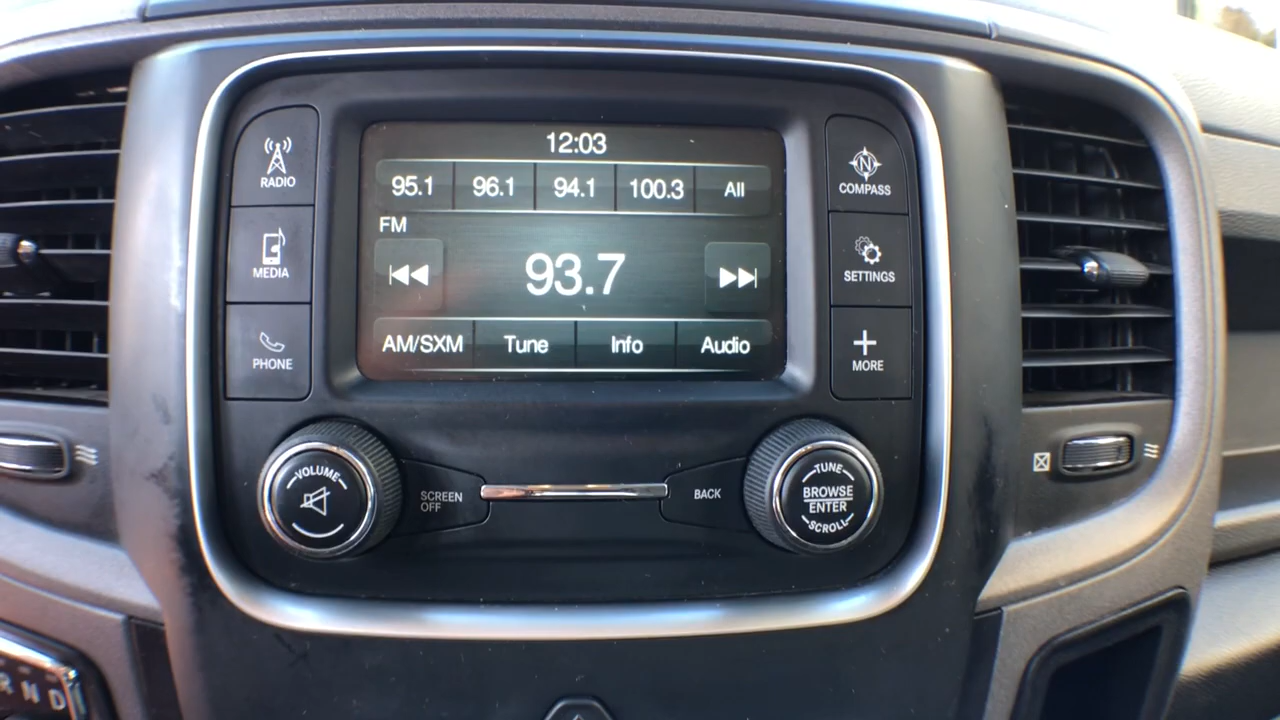 12:03
95.1 96.1 94.1 100.3 All
FM
93.7
AM/SXM Tune Info Audio
RADIO
MEDIA
PHONE
N
COMPASS
SETTINGS
MORE
VOLUME
SCREEN
OFF
BACK
TUNE
BROWSE
ENTER
SCROLL
R N D